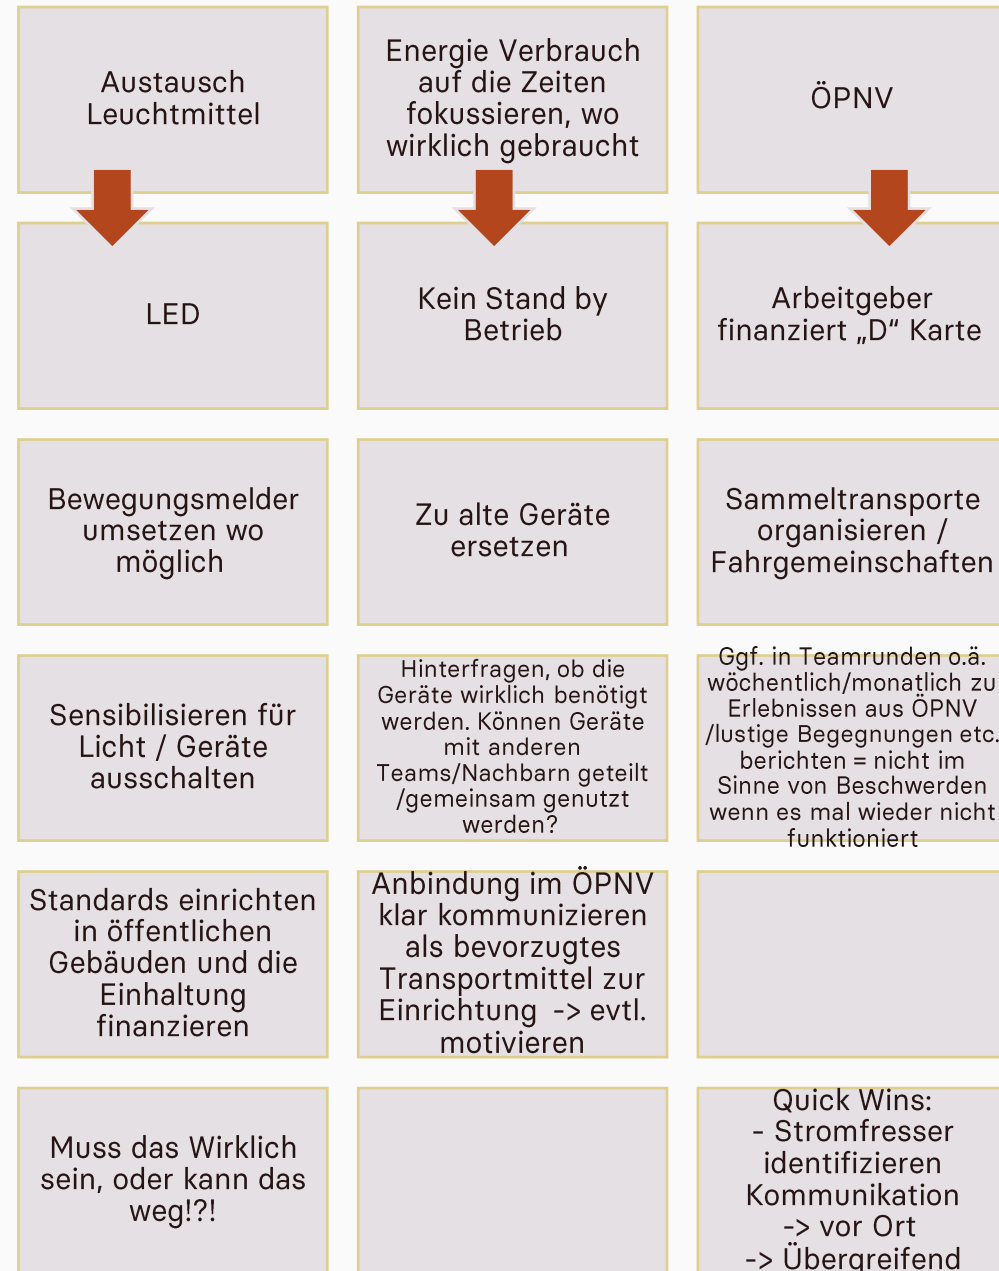 Austausch
Leuchtmittel
Energie Verbrauch
auf die Zeiten
fokussieren, wo
wirklich gebraucht
ÖPNV
LED
Kein Stand by
Betrieb
Arbeitgeber
finanziert „D“ Karte
Bewegungsmelder
umsetzen wo
möglich
Zu alte Geräte
ersetzen
Sammeltransporte
organisieren /
Fahrgemeinschaften
Sensibilisieren für
Licht / Geräte
ausschalten
Hinterfragen, ob die
Geräte wirklich benötigt
werden. Können Geräte
mit anderen
Teams/Nachbarn geteilt
/gemeinsam genutzt
werden?
Ggf. in Teamrunden o.ä.
wöchentlich/monatlich zu
Erlebnissen aus ÖPNV
/lustige Begegnungen etc.
berichten = nicht im
Sinne von Beschwerden
wenn es mal wieder nicht
funktioniert
Standards einrichten
in öffentlichen
Gebäuden und die
Einhaltung
finanzieren
Anbindung im ÖPNV
klar kommunizieren
als bevorzugtes
Transportmittel zur
Einrichtung  -> evtl.
motivieren
Muss das Wirklich
sein, oder kann das
weg!?!
Quick Wins:
- Stromfresser
identifizieren
Kommunikation
-> vor Ort
-> Übergreifend